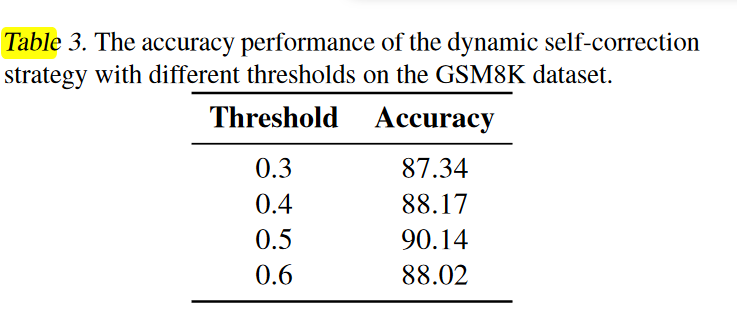 Table 3. The accuracy performance of the dynamic self-correction
strategy with different thresholds on the GSM8K dataset.
Threshold Accuracy
0.3 87.34
0.4 88.17
0.5 90.14
0.6 88.02